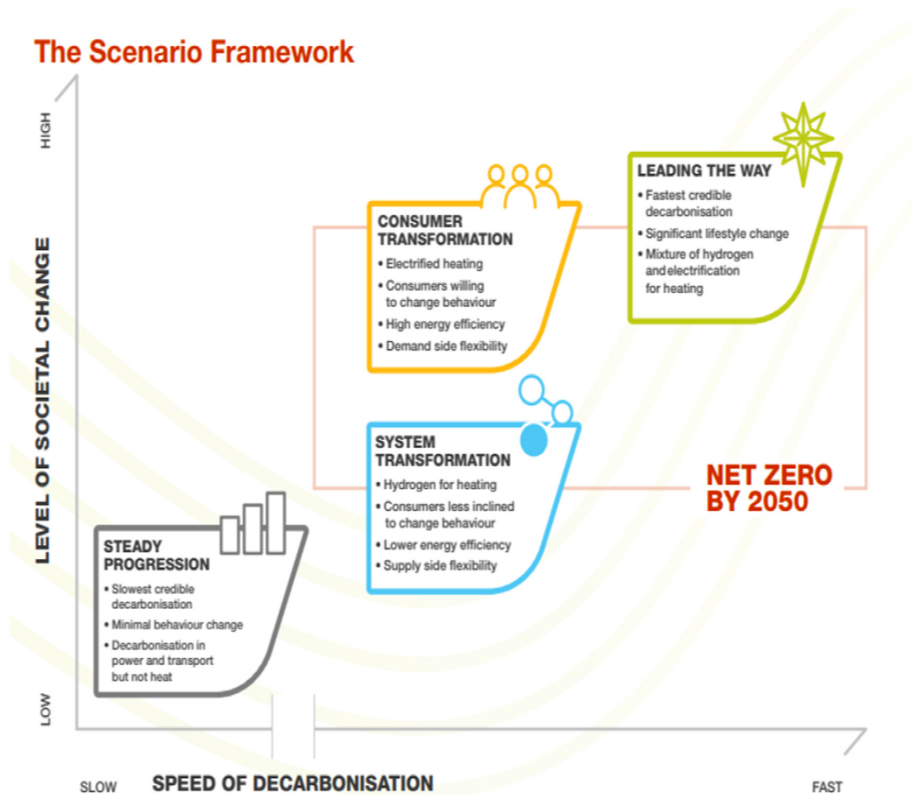 The Scenario Framework
HIGH
LEVEL OF SOCIETAL CHANGE
LOW
LEADING THE WAY
• Fastest credible
decarbonisation
• Significant lifestyle change
• Mixture of hydrogen
and electrification
for heating
CONSUMER
TRANSFORMATION
• Electrified heating
• Consumers willing
to change behaviour
• High energy efficiency
• Demand side flexibility
SYSTEM
TRANSFORMATION
• Hydrogen for heating
• Consumers less inclined
to change behaviour
• Lower energy efficiency
• Supply side flexibility
NET ZERO
BY 2050
STEADY
PROGRESSION
• Slowest credible
decarbonisation
• Minimal behaviour change
• Decarbonisation in
power and transport
but not heat
SLOW SPEED OF DECARBONISATION FAST